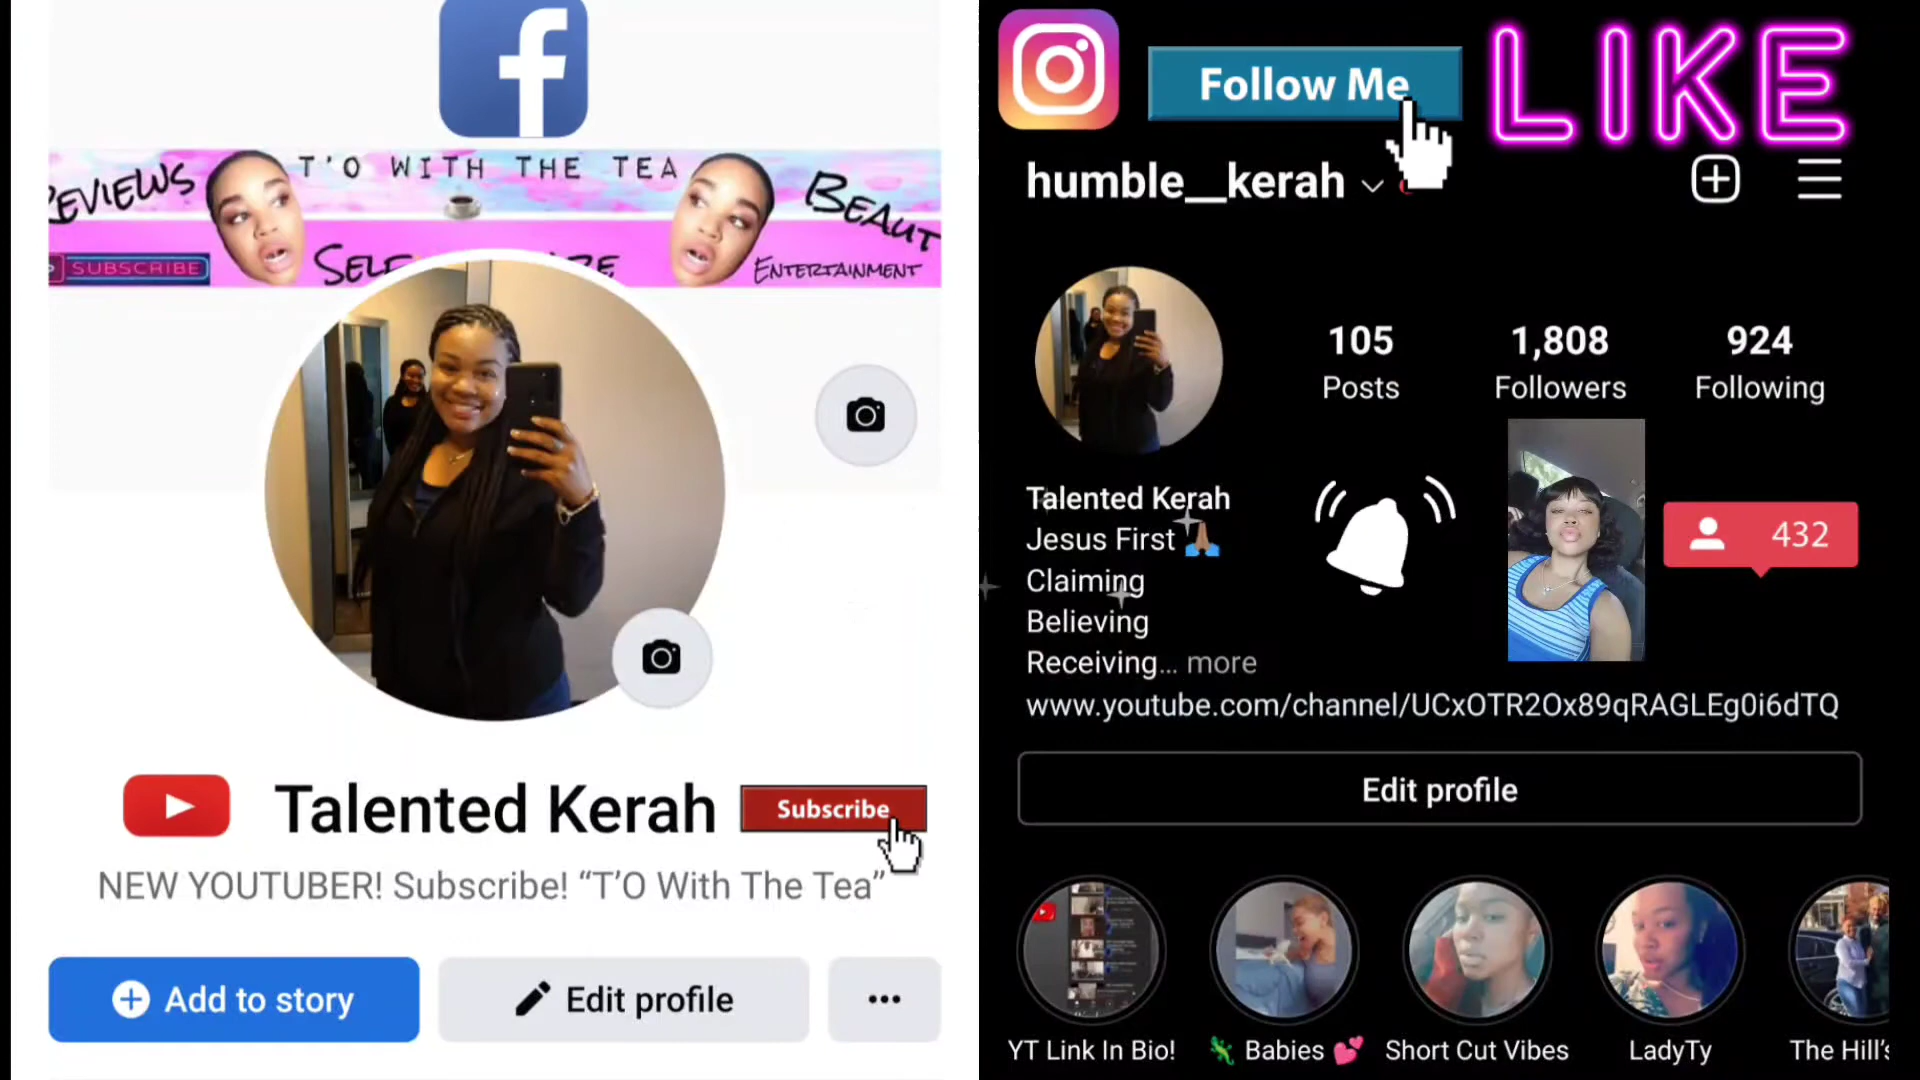 f
T'O WITH THE TEA
REVIEWS
BEAUT
SUBSCRIBE
SELF
ENTERTAINMENT
Talented Kerah
Subscribe
NEW YOUTUBER! Subscribe! “T’O With The Tea”
Add to story
Edit profile
Follow Me
LIKE
humble__kerah
105
1,808
924
Posts
Followers
Following
Talented Kerah
Jesus First
Claiming
Believing
Receiving... more
432
www.youtube.com/channel/UCxOTR2Ox89qRAGLEg0i6dTQ
Edit profile
YT Link In Bio!
🦎 Babies 💕
Short Cut Vibes
LadyTy
The Hill's